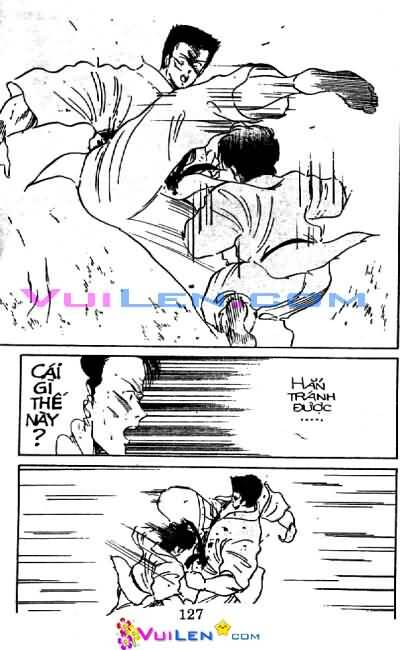 VuiLen.com
CÁI
GÌ
THẾ
NÀY
?
HẮN
TRÁNH
ĐƯỢC
.....
127
VuiLen.com